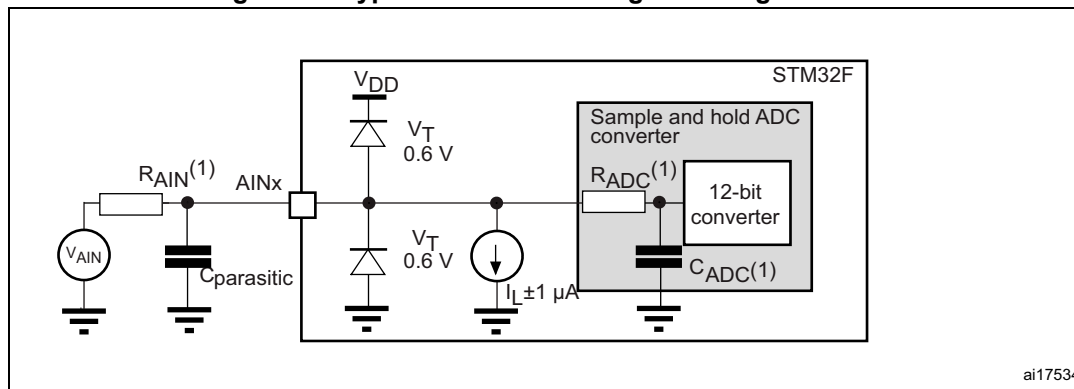 STM32F
VDD
VT
0.6 V
Sample and hold ADC
converter
RAIN(1)
AINx
RADC(1)
12-bit
converter
VAIN
Cparasitic
VT
0.6 V
IL±1 µA
CADC(1)
ai17534